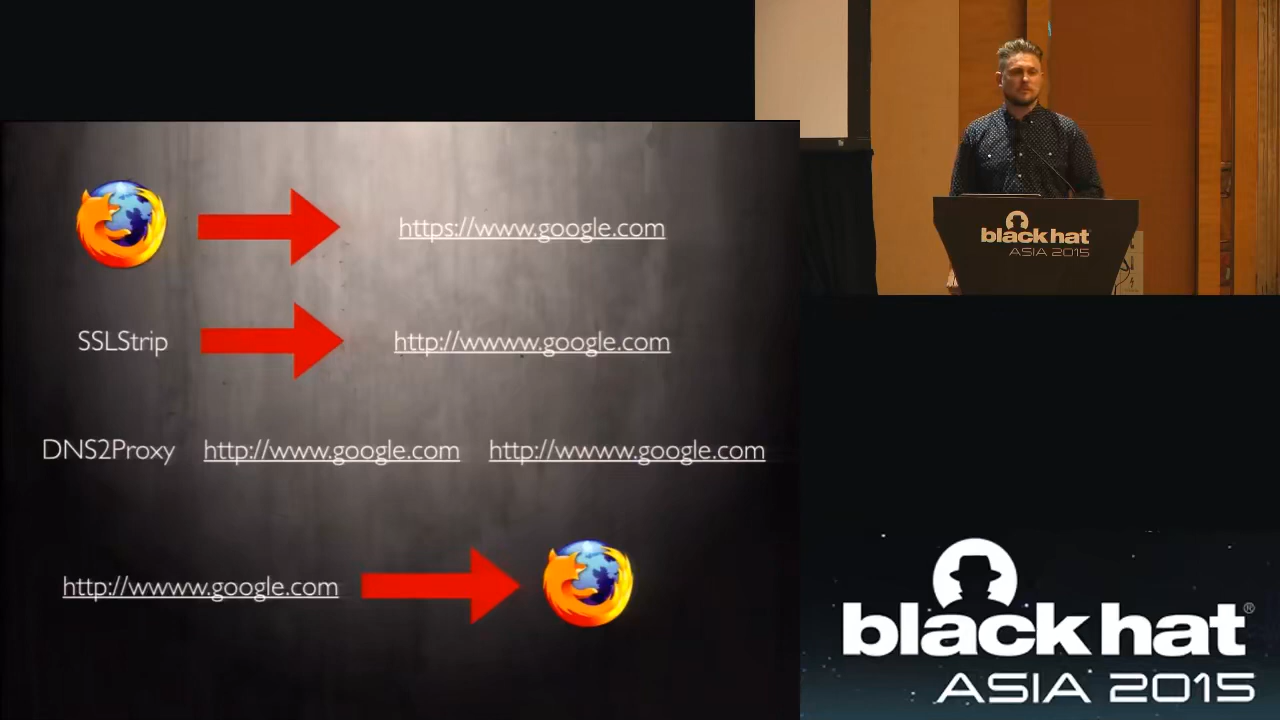 https://www.google.com
SSLStrip
http://wwww.google.com
DNS2Proxy http://www.google.com http://wwww.google.com
http://wwww.google.com
black hat
ASIA 2015
black hat®
ASIA 2015